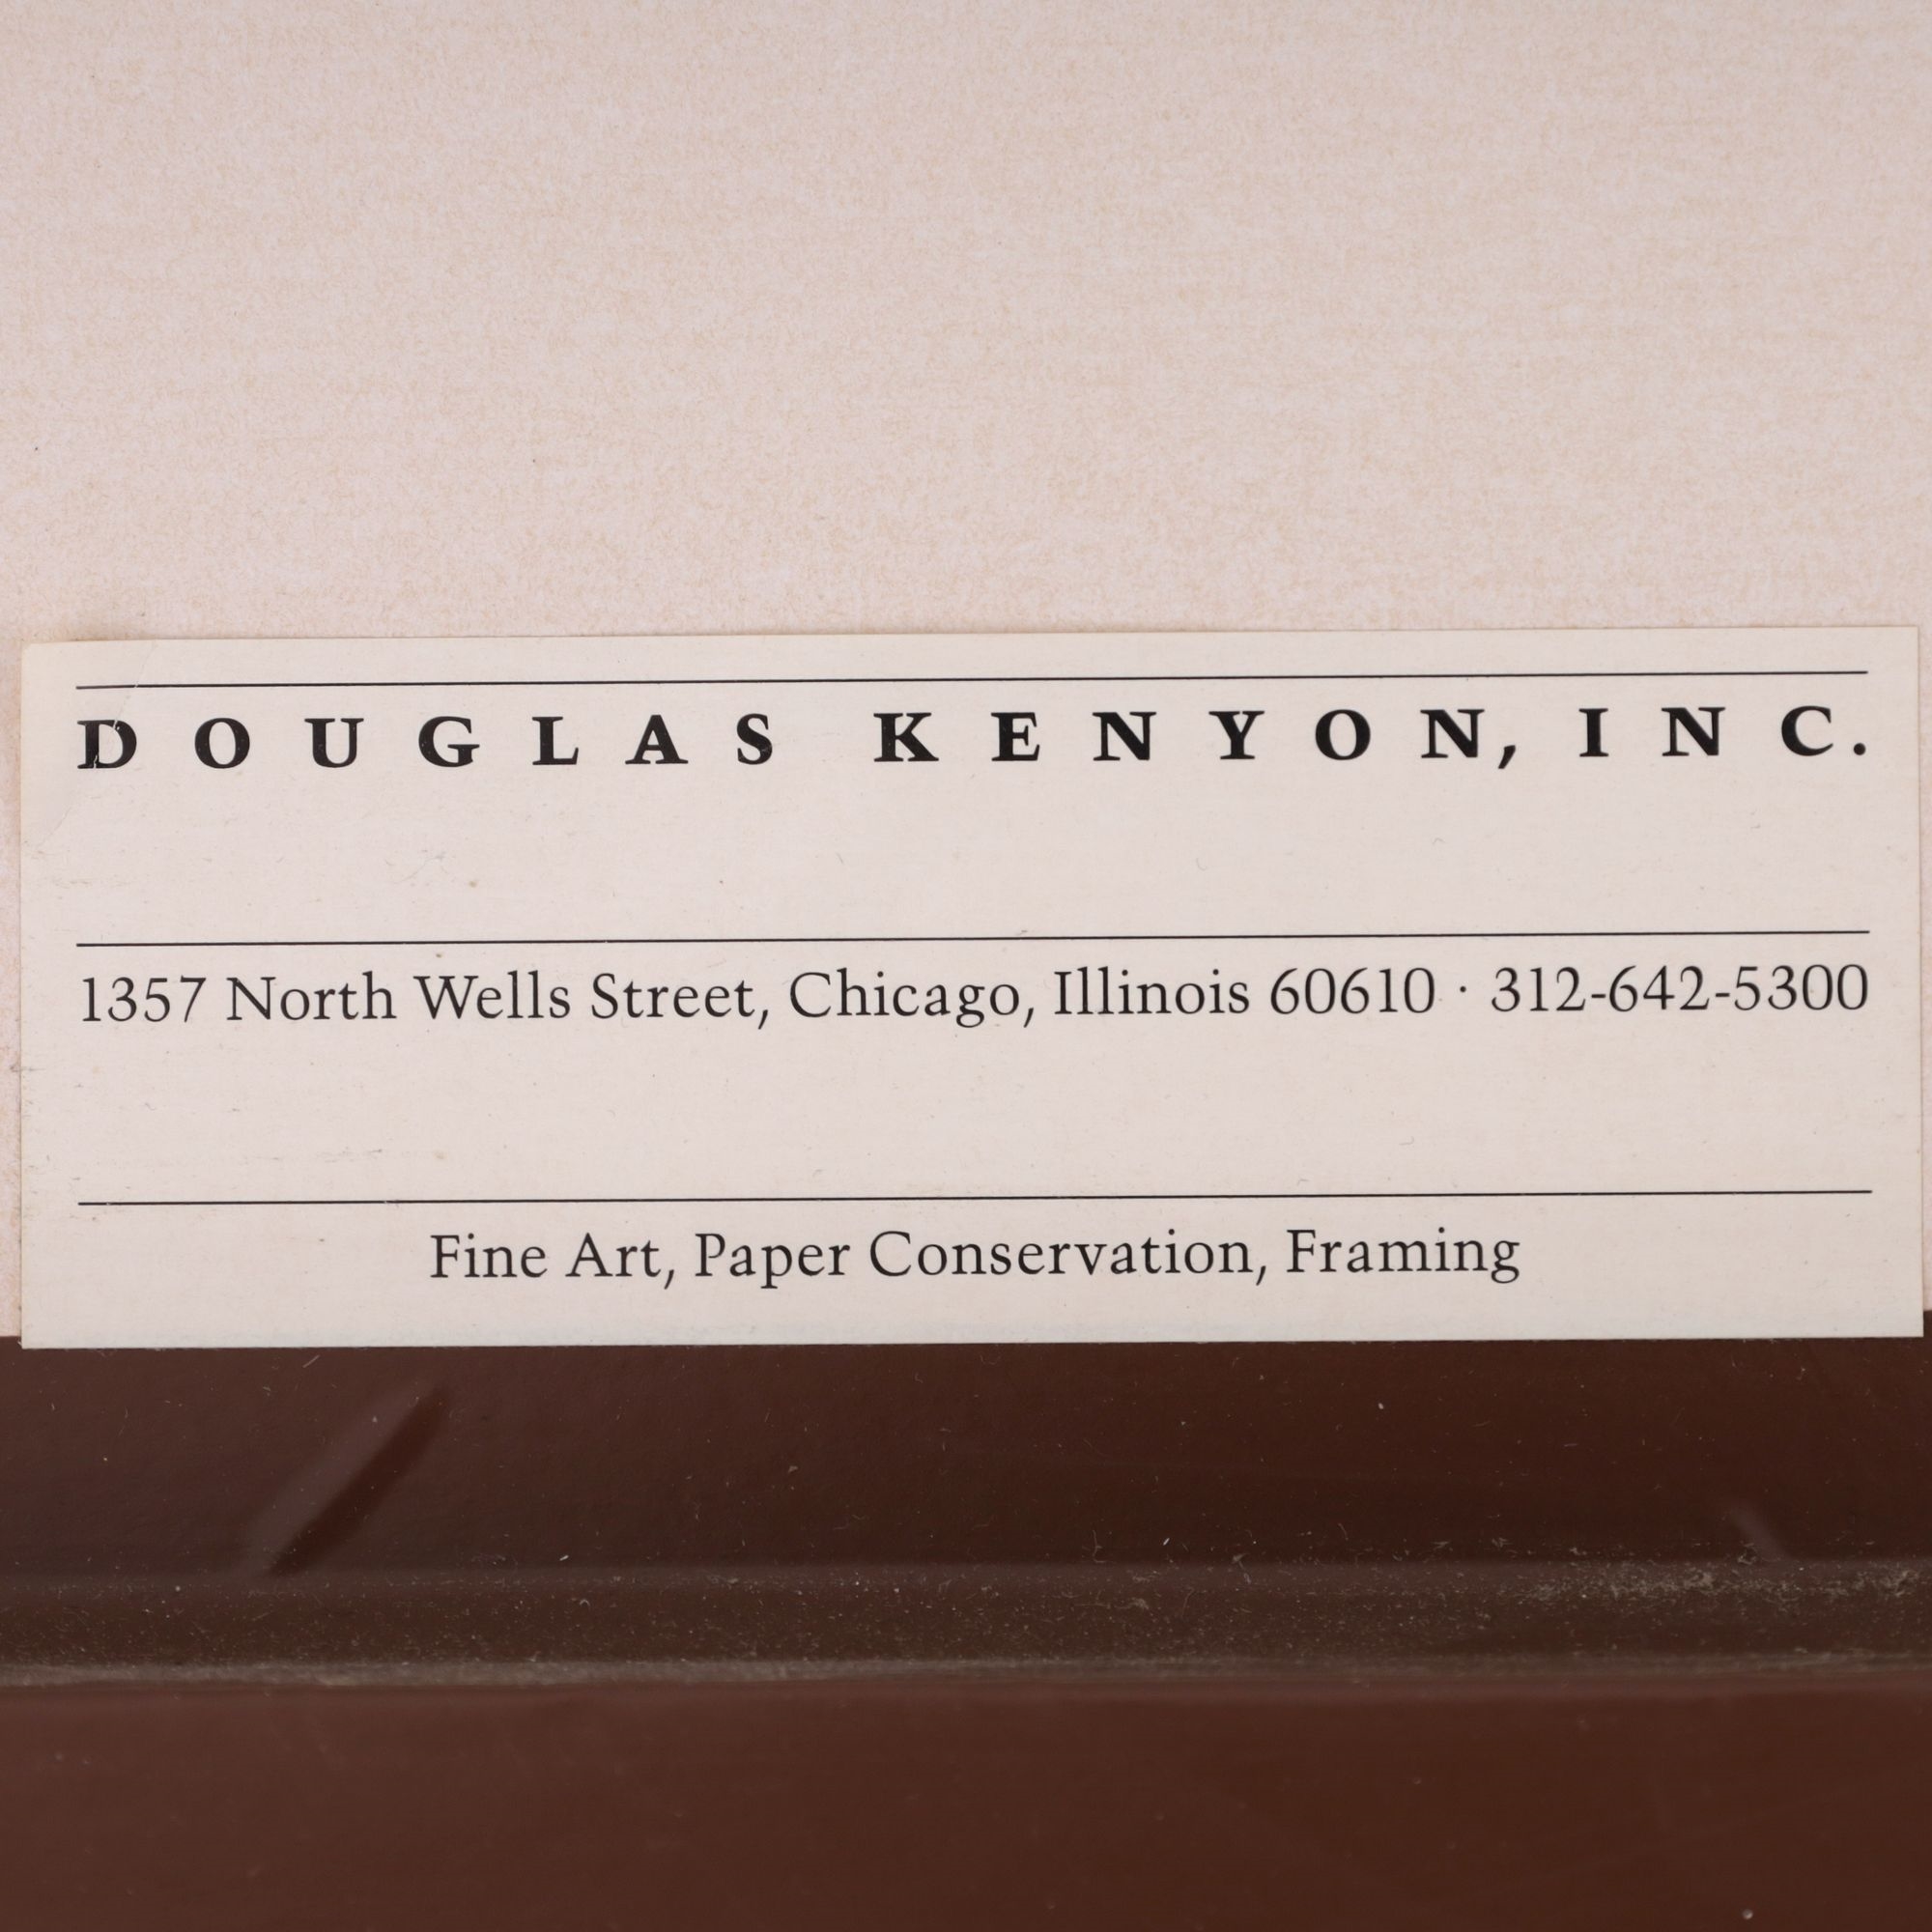 DOUGLAS KENYON, INC.
1357 North Wells Street, Chicago, Illinois 60610 · 312-642-5300
Fine Art, Paper Conservation, Framing